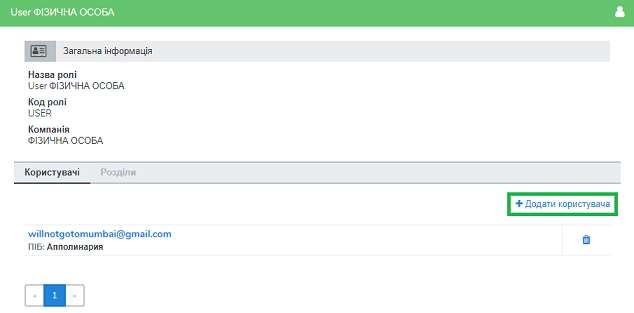 User ФІЗИЧНА ОСОБА
Загальна інформація
Назва ролі
User ФІЗИЧНА ОСОБА
Код ролі
USER
Компанія
ФІЗИЧНА ОСОБА
Користувачі Розділи
+ Додати користувача
willnotgotomumbai@gmail.com
ПІБ: Апполинария
« 1 »